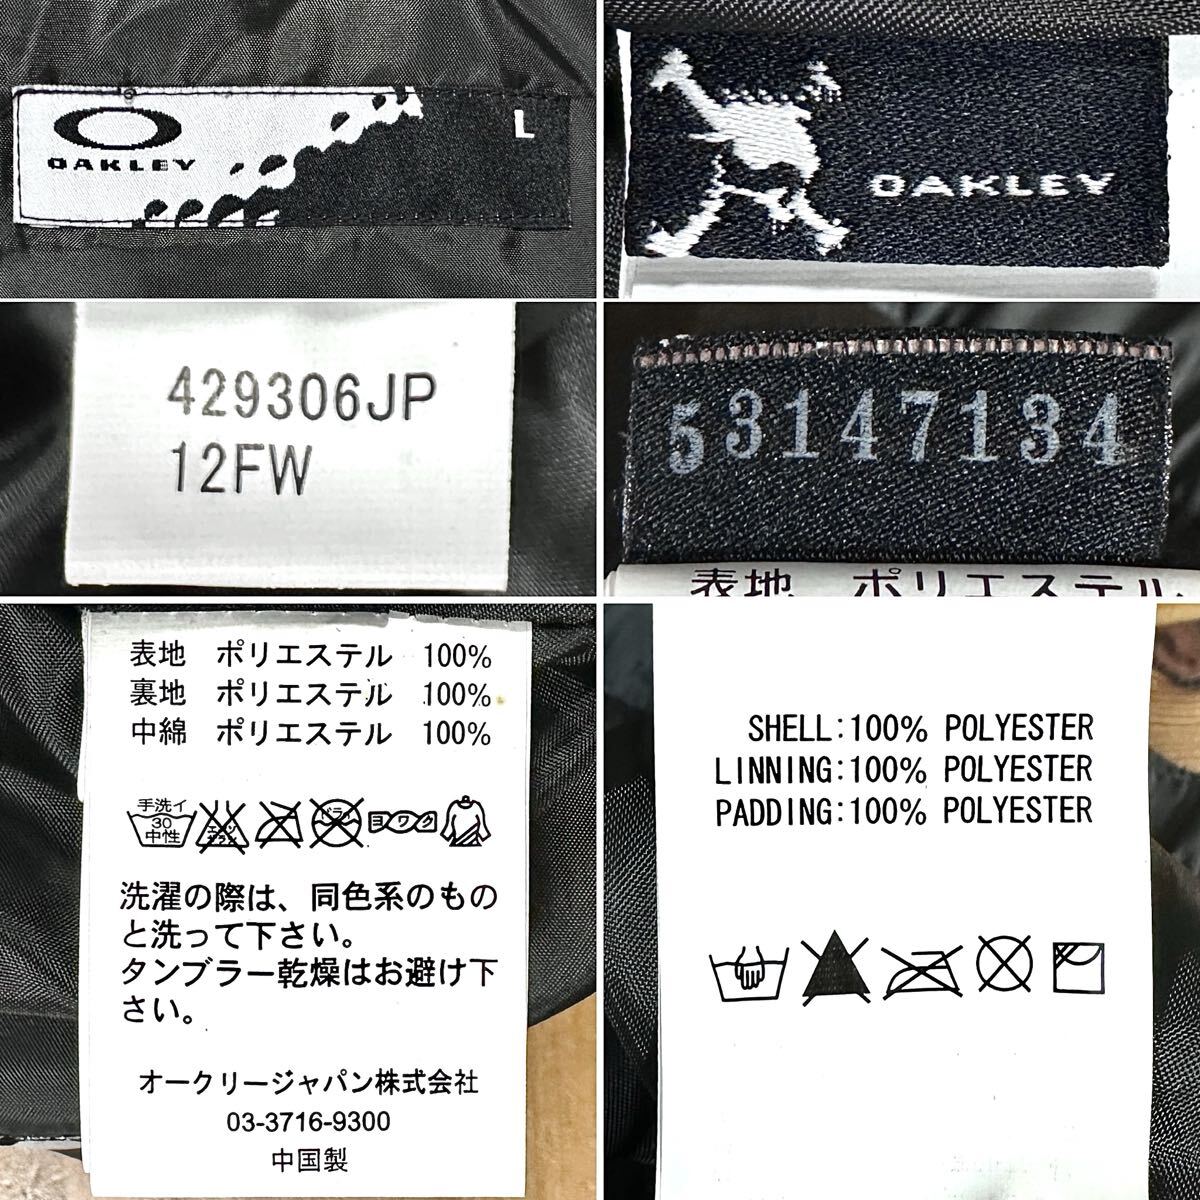 OAKLEY
L
OAKLEY
429306JP
12FW
53147134
表地 ポリエステル
表地 ポリエステル 100%
裏地 ポリエステル 100%
中綿 ポリエステル 100%
手洗イ
30
中性
ヨワク
洗濯の際は、同色系のもの
と洗って下さい。
タンブラー乾燥はお避け下
さい。
オークリージャパン株式会社
03-3716-9300
中国製
SHELL:100% POLYESTER
LINNING:100% POLYESTER
PADDING:100% POLYESTER